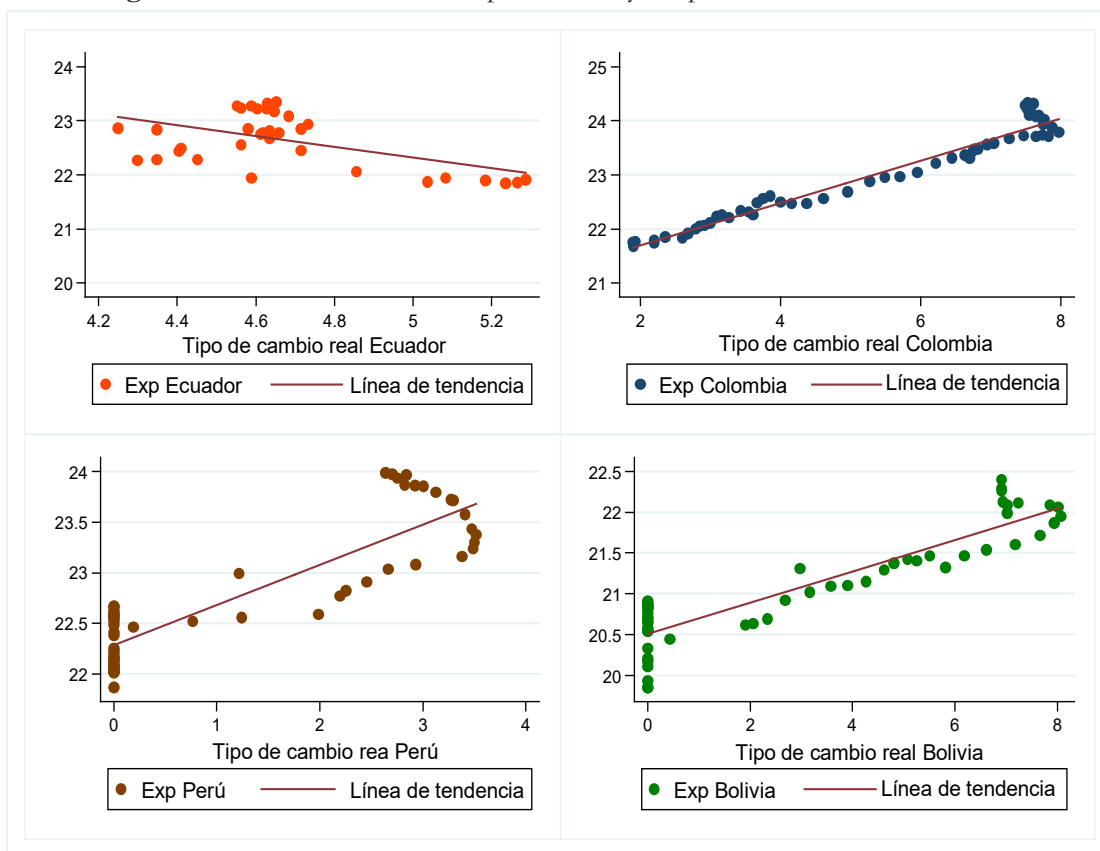 24
23
22
21
20
4.2 4.4 4.6 4.8 5 5.2
Tipo de cambio real Ecuador
Exp Ecuador Línea de tendencia
25
24
23
22
21
2 4 6 8
Tipo de cambio real Colombia
Exp Colombia Línea de tendencia
24
23.5
23
22.5
22
0 1 2 3 4
Tipo de cambio rea Perú
Exp Perú Línea de tendencia
22.5
22
21.5
21
20.5
20
0 2 4 6 8
Tipo de cambio real Bolivia
Exp Bolivia Línea de tendencia